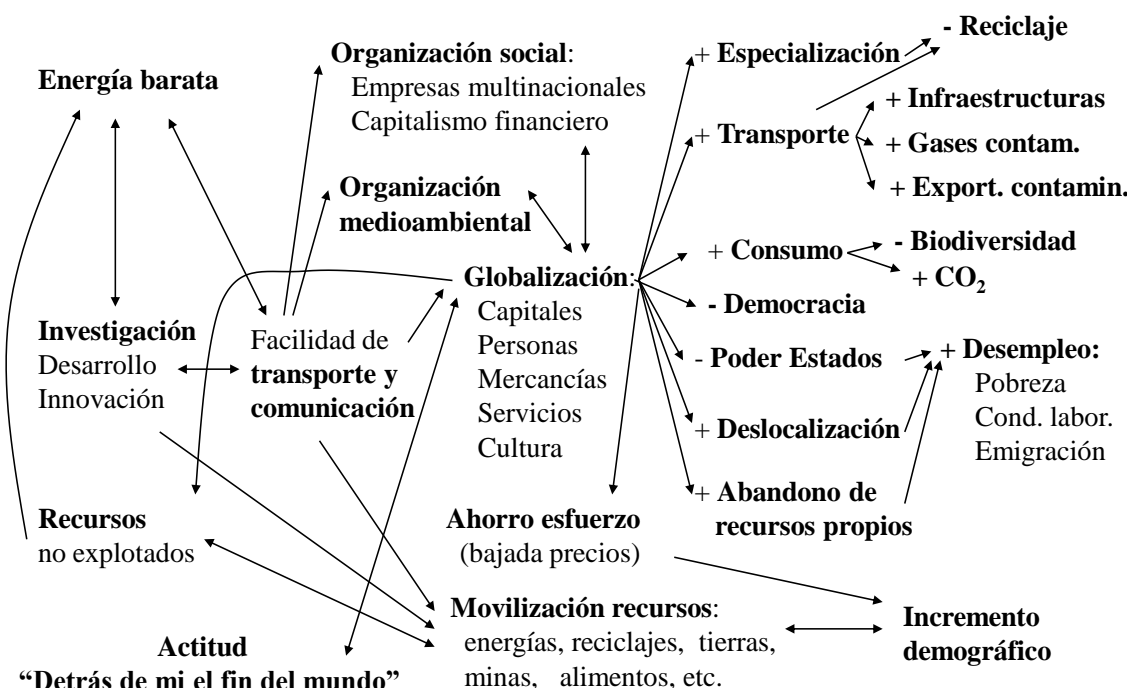 Energía barata
Organización social:
Empresas multinacionales
Capitalismo financiero
Organización
medioambiental
Investigación
Desarrollo
Innovación
Facilidad de
transporte y
comunicación
Globalización:
Capitales
Personas
Mercancías
Servicios
Cultura
+ Especialización
- Reciclaje
+ Transporte
+ Infraestructuras
+ Gases contam.
+ Export. contamin.
+ Consumo
- Biodiversidad
+ CO2
- Democracia
- Poder Estados
+ Deslocalización
+ Abandono de
recursos propios
+ Desempleo:
Pobreza
Cond. labor.
Emigración
Recursos
no explotados
Ahorro esfuerzo
(bajada precios)
Movilización recursos:
energías, reciclajes, tierras,
minas, alimentos, etc.
Incremento
demográfico
Actitud
“Detrás de mi el fin del mundo”